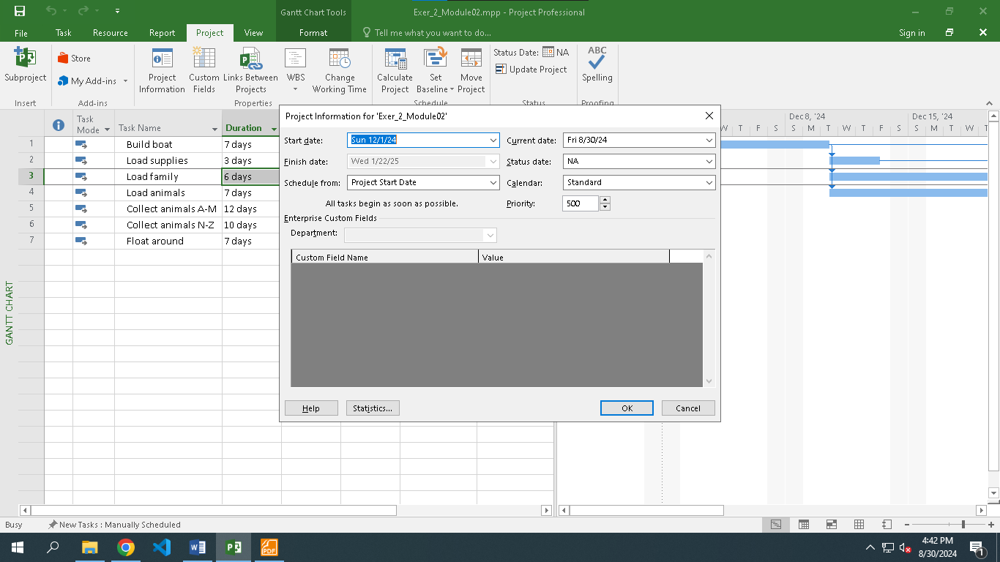 Gantt Chart Tools
Exer_2_Module02.mpp - Project Professional
File
Task
Resource
Report
Project
View
Format
Tell me what you want to do...
Sign in
Subproject
Store
My Add-ins
Project
Information
Custom
Fields
Links Between
Projects
WBS
Change
Working Time
Calculate
Project
Set
Baseline
Move
Project
Status Date:
NA
Update Project
ABC
Spelling
Insert
Add-ins
Properties
Schedule
Status
Proofing
Task
Mode
Task Name
Duration
1
Build boat
7 days
2
Load supplies
3 days
3
Load family
6 days
4
Load animals
7 days
5
Collect animals A-M
12 days
6
Collect animals N-Z
10 days
7
Float around
7 days
Project Information for 'Exer_2_Module02'
Start date:
Sun 12/1/24
Current date:
Fri 8/30/24
Finish date:
Wed 1/22/25
Status date:
NA
Schedule from:
Project Start Date
Calendar:
Standard
All tasks begin as soon as possible.
Priority:
500
Enterprise Custom Fields
Department:
Custom Field Name
Value
Help
Statistics...
OK
Cancel
Dec 8, '24
Dec 15, '24
W T F S S M T W T F S S M T W T
GANTT CHART
Busy
New Tasks : Manually Scheduled
4:42 PM
8/30/2024
1